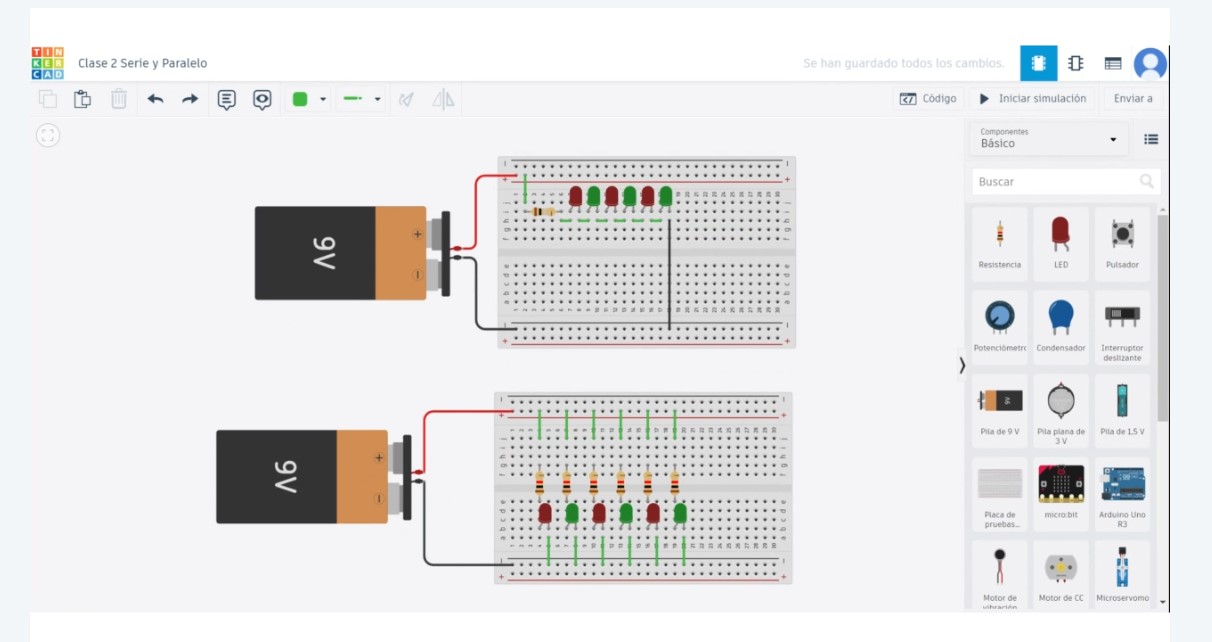 TIN
KER
CAD
Clase 2 Serie y Paralelo
Se han guardado todos los cambios.
Código
Iniciar simulación
Enviar a
Componentes
Básico
Buscar
Resistencia
LED
Pulsador
Potenciómetro
Condensador
Interruptor
deslizante
Pila de 9 V
Pila plana de
3 V
Pila de 1,5 V
Placa de
pruebas...
micro:bit
Arduino Uno
R3
Motor de
vibración
Motor de CC
Microservomo
9V
9V